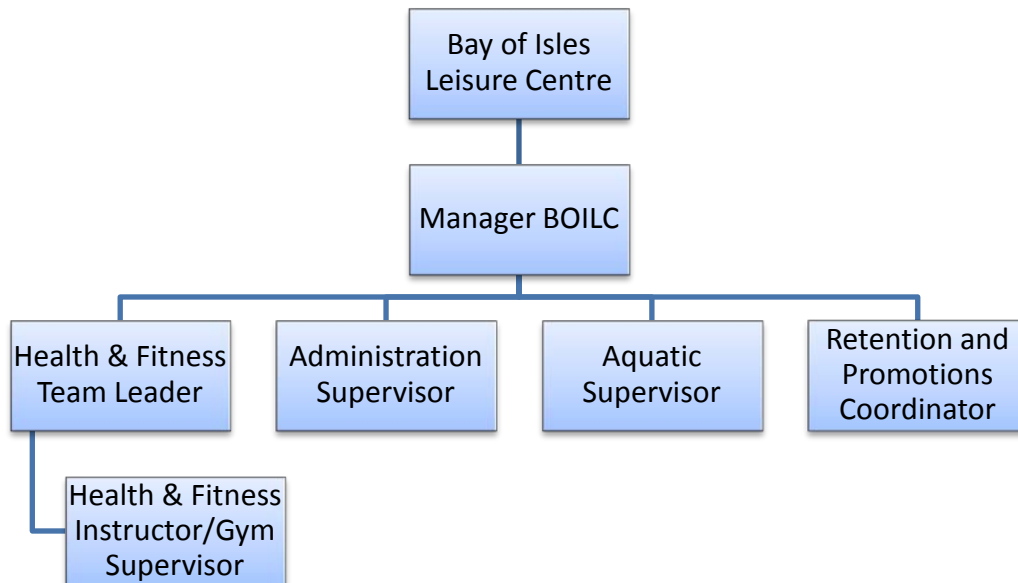 Bay of Isles
Leisure Centre
Manager BOILC
Health & Fitness
Team Leader
Administration
Supervisor
Aquatic
Supervisor
Retention and
Promotions
Coordinator
Health & Fitness
Instructor/Gym
Supervisor